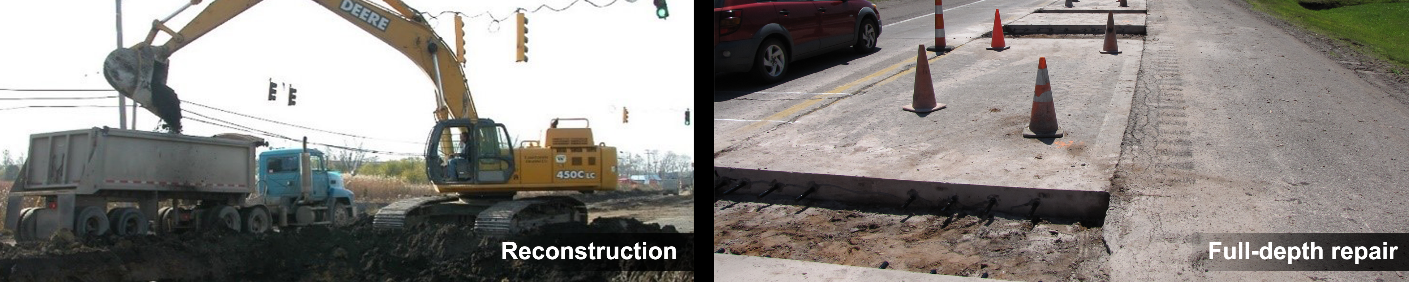 DEERE
450C LC
Reconstruction
Full-depth repair